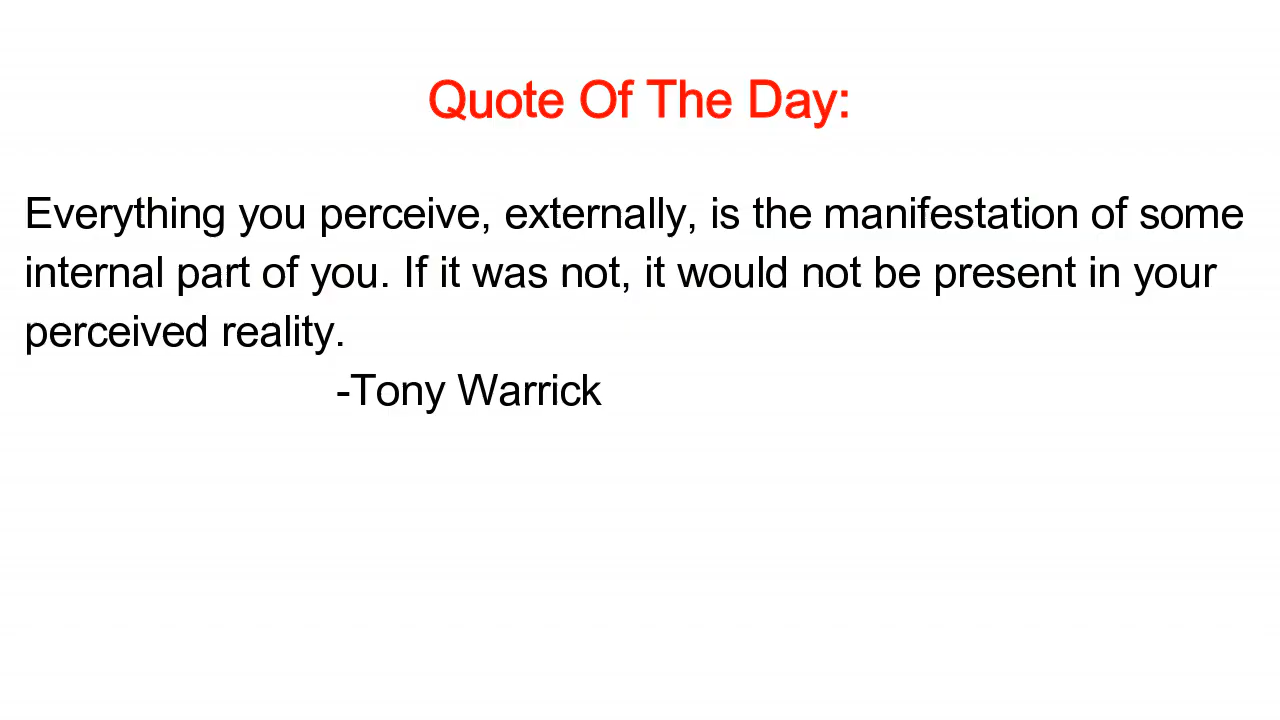 Quote Of The Day:
Everything you perceive, externally, is the manifestation of some
internal part of you. If it was not, it would not be present in your
perceived reality.
-Tony Warrick